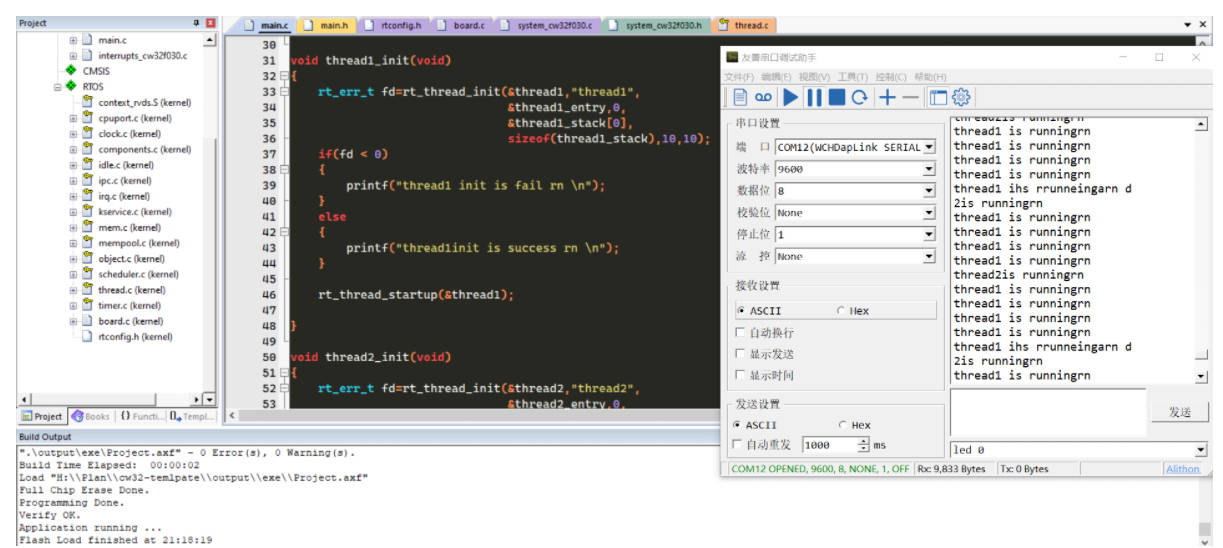 Project
main.c
interrupts_cw32f030.c
CMSIS
RTOS
context_rvds.S (kernel)
cpuport.c (kernel)
clock.c (kernel)
components.c (kernel)
idle.c (kernel)
ipc.c (kernel)
irq.c (kernel)
kservice.c (kernel)
mem.c (kernel)
mempool.c (kernel)
object.c (kernel)
scheduler.c (kernel)
thread.c (kernel)
timer.c (kernel)
board.c (kernel)
rtconfig.h (kernel)
Project Books {} Functi... Templ...
main.c main.h rtconfig.h board.c system_cw32f030.c system_cw32f030.h thread.c
30
31 void thread1_init(void)
32 {
33 rt_err_t fd=rt_thread_init(&thread1,"thread1",
34 &thread1_entry,0,
35 &thread1_stack[0],
36 sizeof(thread1_stack),10,10);
37 if(fd < 0)
38 {
39 printf("thread1 init is fail rn \n");
40 }
41 else
42 {
43 printf("thread1init is success rn \n");
44 }
45
46 rt_thread_startup(&thread1);
47
48 }
49
50 void thread2_init(void)
51 {
52 rt_err_t fd=rt_thread_init(&thread2,"thread2",
53 &thread2_entry,0,
友善串口调试助手
文件(F) 编辑(E) 视图(V) 工具(T) 控制(C) 帮助(H)
串口设置
端 口 COM12(WCHDapLink SERIAL
波特率 9600
数据位 8
校验位 None
停止位 1
流 控 None
接收设置
ASCII Hex
自动换行
显示发送
显示时间
发送设置
ASCII Hex
自动重发 1000 ms
thread2is runningrn
thread1 is runningrn
thread1 is runningrn
thread1 is runningrn
thread1 is runningrn
thread1 ihs rrunneingarn d
2is runningrn
thread1 is runningrn
thread1 is runningrn
thread1 is runningrn
thread1 is runningrn
thread2is runningrn
thread1 is runningrn
thread1 is runningrn
thread1 is runningrn
thread1 is runningrn
thread1 ihs rrunneingarn d
2is runningrn
thread1 is runningrn
发送
led 0
COM12 OPENED, 9600, 8, NONE, 1, OFF Rx: 9,833 Bytes Tx: 0 Bytes Alithon
Build Output
".\output\exe\Project.axf" - 0 Error(s), 0 Warning(s).
Build Time Elapsed: 00:00:02
Load "H:\\Plan\\cw32-temlpate\\output\\exe\\Project.axf"
Full Chip Erase Done.
Programming Done.
Verify OK.
Application running ...
Flash Load finished at 21:18:19